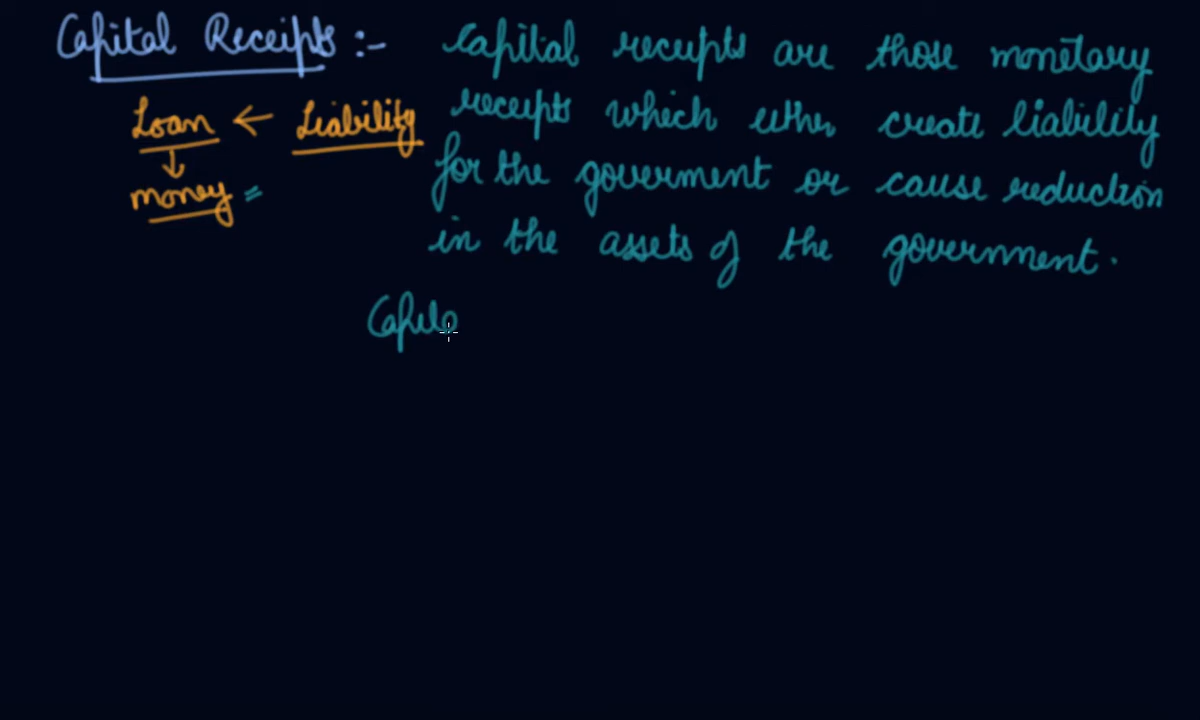 Capital Receipts :-
Capital receipts are those monetary
receipts which either create liability
for the goverment or cause reduction
in the assets of the government.
Loan ← Liability
↓
money =